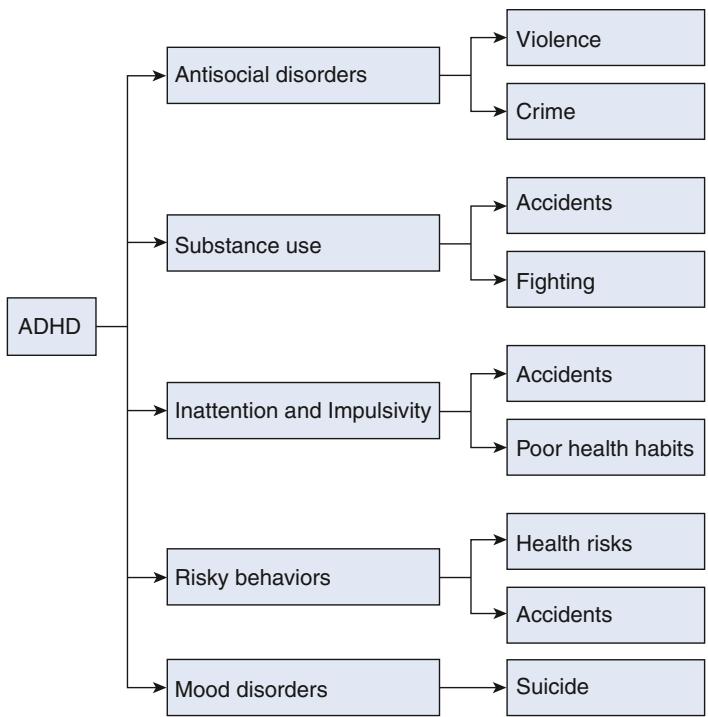 ADHD
Antisocial disorders
Violence
Crime
Substance use
Accidents
Fighting
Inattention and Impulsivity
Accidents
Poor health habits
Risky behaviors
Health risks
Accidents
Mood disorders
Suicide